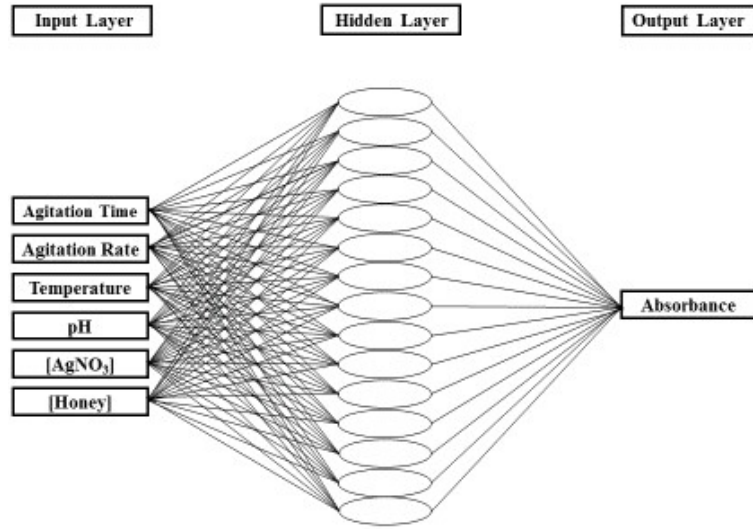 Input Layer
Hidden Layer
Output Layer
Agitation Time
Agitation Rate
Temperature
pH
[AgNO₃]
[Honey]
Absorbance